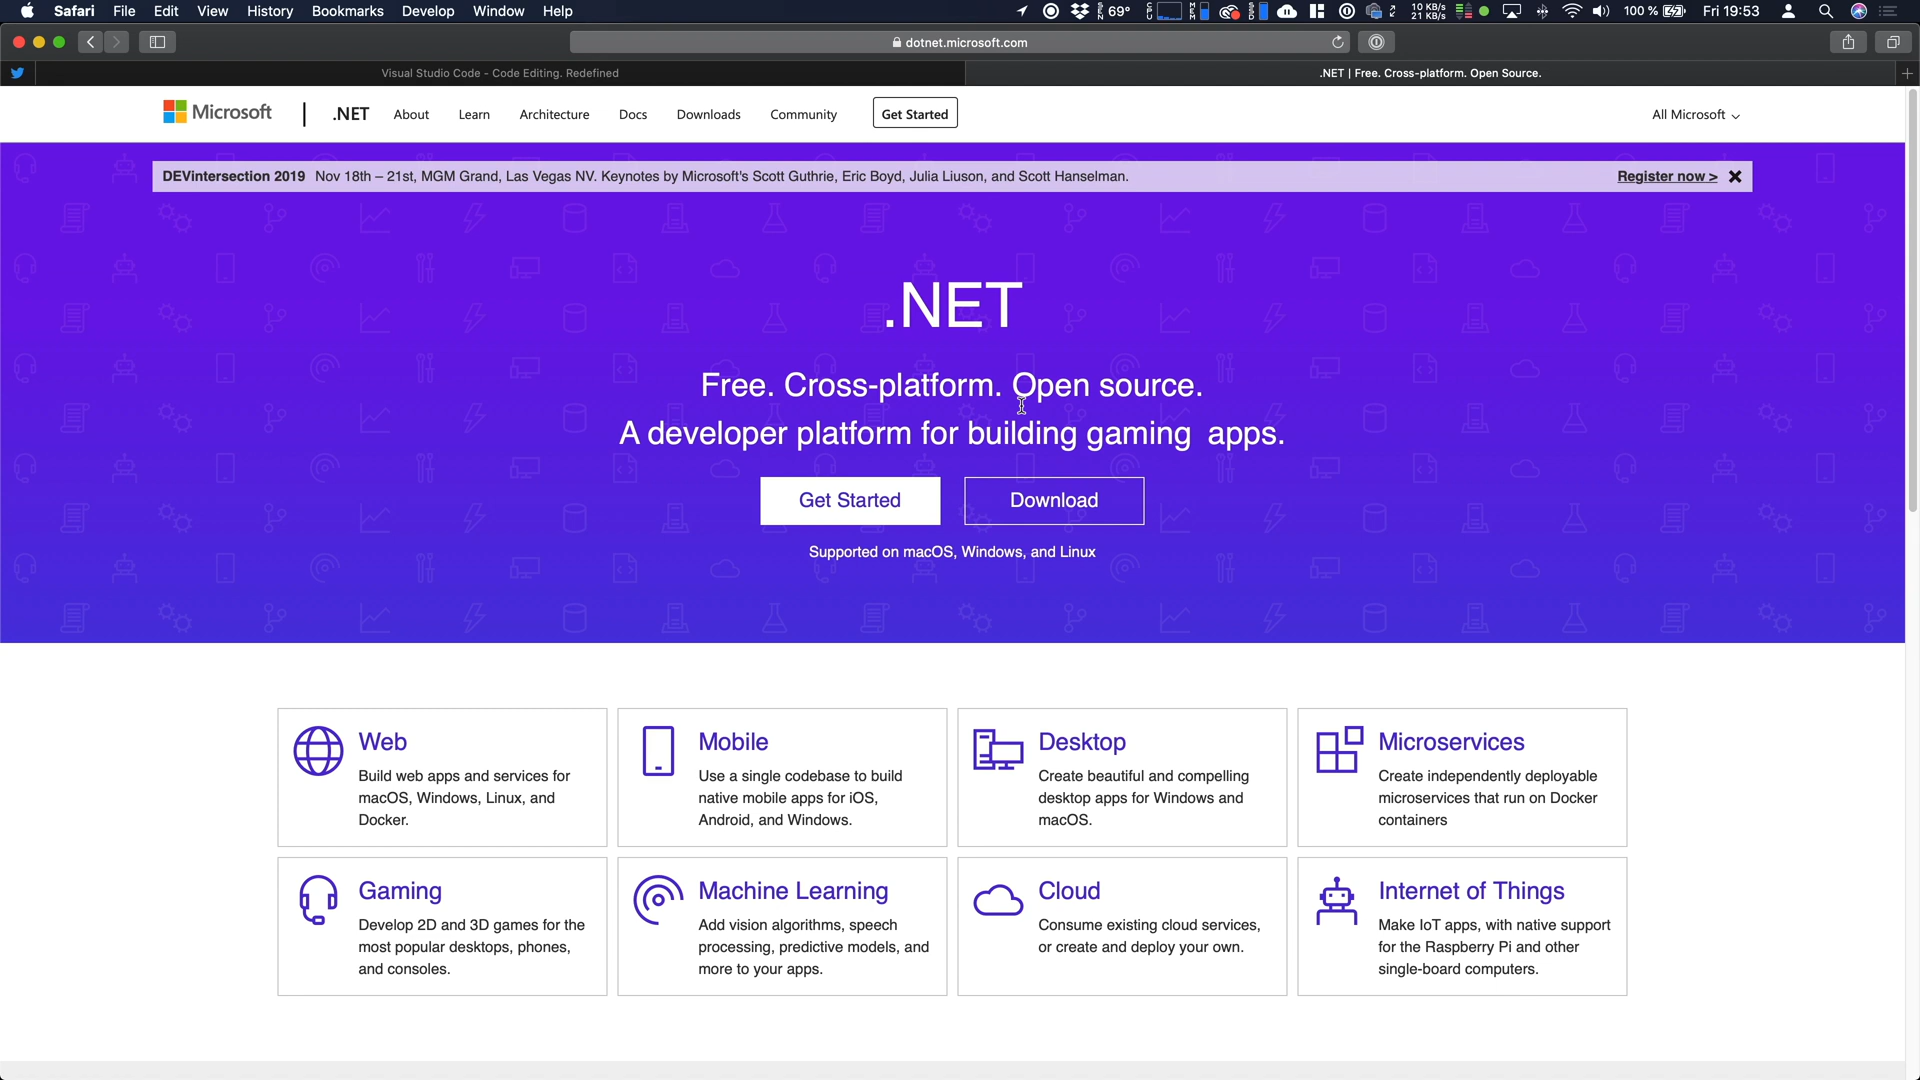 Safari File Edit View History Bookmarks Develop Window Help
69° 10 KB/s 21 KB/s 100 % Fri 19:53
dotnet.microsoft.com
Visual Studio Code - Code Editing. Redefined
.NET | Free. Cross-platform. Open Source.
Microsoft .NET About Learn Architecture Docs Downloads Community Get Started All Microsoft
DEVintersection 2019 Nov 18th – 21st, MGM Grand, Las Vegas NV. Keynotes by Microsoft's Scott Guthrie, Eric Boyd, Julia Liuson, and Scott Hanselman. Register now >
.NET
Free. Cross-platform. Open source.
A developer platform for building gaming apps.
Get Started Download
Supported on macOS, Windows, and Linux
Web
Build web apps and services for
macOS, Windows, Linux, and
Docker.
Mobile
Use a single codebase to build
native mobile apps for iOS,
Android, and Windows.
Desktop
Create beautiful and compelling
desktop apps for Windows and
macOS.
Microservices
Create independently deployable
microservices that run on Docker
containers
Gaming
Develop 2D and 3D games for the
most popular desktops, phones,
and consoles.
Machine Learning
Add vision algorithms, speech
processing, predictive models, and
more to your apps.
Cloud
Consume existing cloud services,
or create and deploy your own.
Internet of Things
Make IoT apps, with native support
for the Raspberry Pi and other
single-board computers.